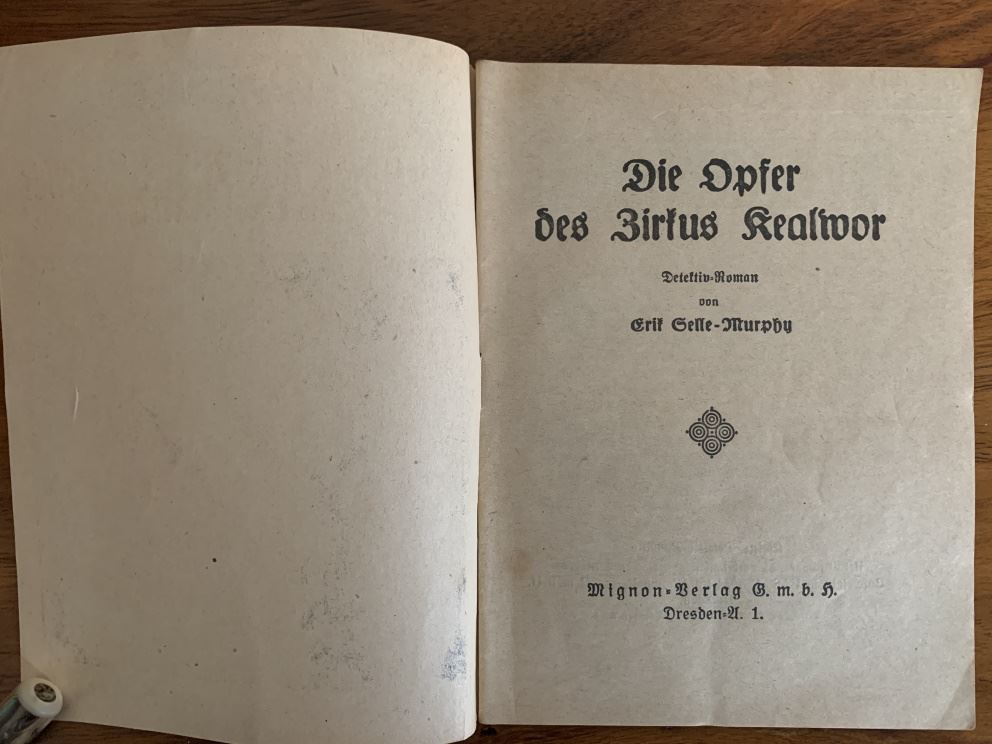 Die Opfer
des Zirkus Kealwor
Detektiv-Roman
von
Erik Selle-Murphy
Mignon-Verlag G. m. b. H.
Dresden-A. 1.